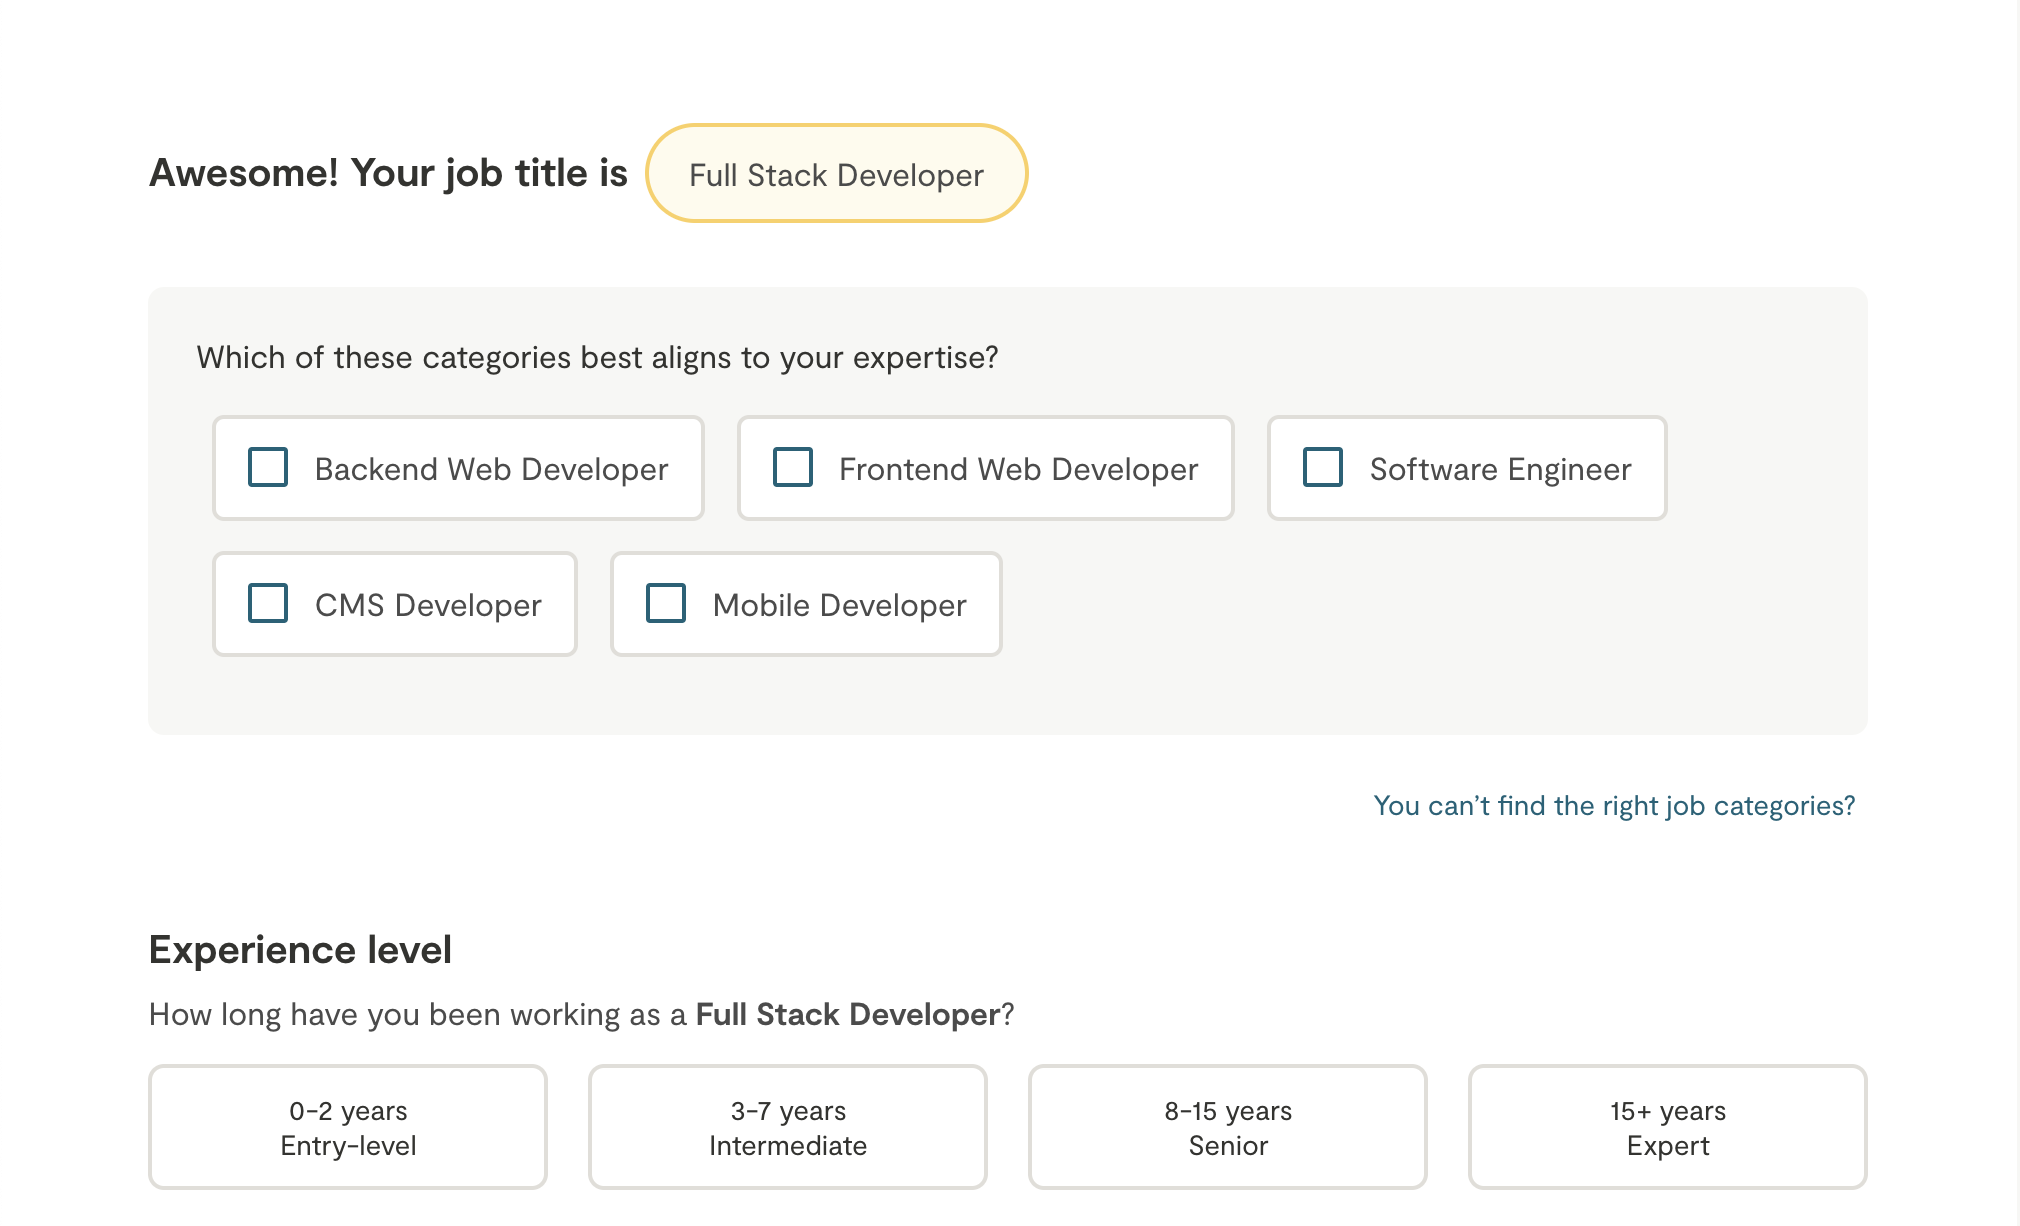 Awesome! Your job title is Full Stack Developer
Which of these categories best aligns to your expertise?
Backend Web Developer Frontend Web Developer Software Engineer
CMS Developer Mobile Developer
You can’t find the right job categories?
Experience level
How long have you been working as a Full Stack Developer?
0-2 years 3-7 years 8-15 years 15+ years
Entry-level Intermediate Senior Expert